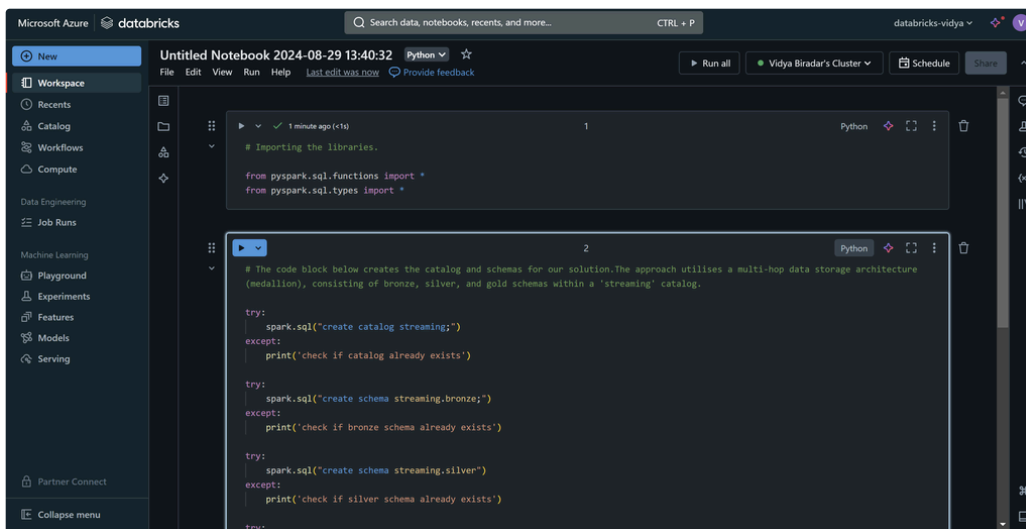 Microsoft Azure databricks Search data, notebooks, recents, and more... CTRL + P databricks-vidya V
New
Workspace
Recents
Catalog
Workflows
Compute
Data Engineering
Job Runs
Machine Learning
Playground
Experiments
Features
Models
Serving
Partner Connect
Collapse menu
Untitled Notebook 2024-08-29 13:40:32 Python
File Edit View Run Help Last edit was now Provide feedback
Run all Vidya Biradar's Cluster Schedule Share
1 minute ago (<1s) 1 Python
# Importing the libraries.
from pyspark.sql.functions import *
from pyspark.sql.types import *
2 Python
# The code block below creates the catalog and schemas for our solution.The approach utilises a multi-hop data storage architecture
(medallion), consisting of bronze, silver, and gold schemas within a 'streaming' catalog.
try:
spark.sql("create catalog streaming;")
except:
print('check if catalog already exists')
try:
spark.sql("create schema streaming.bronze;")
except:
print('check if bronze schema already exists')
try:
spark.sql("create schema streaming.silver")
except:
print('check if silver schema already exists')
try: